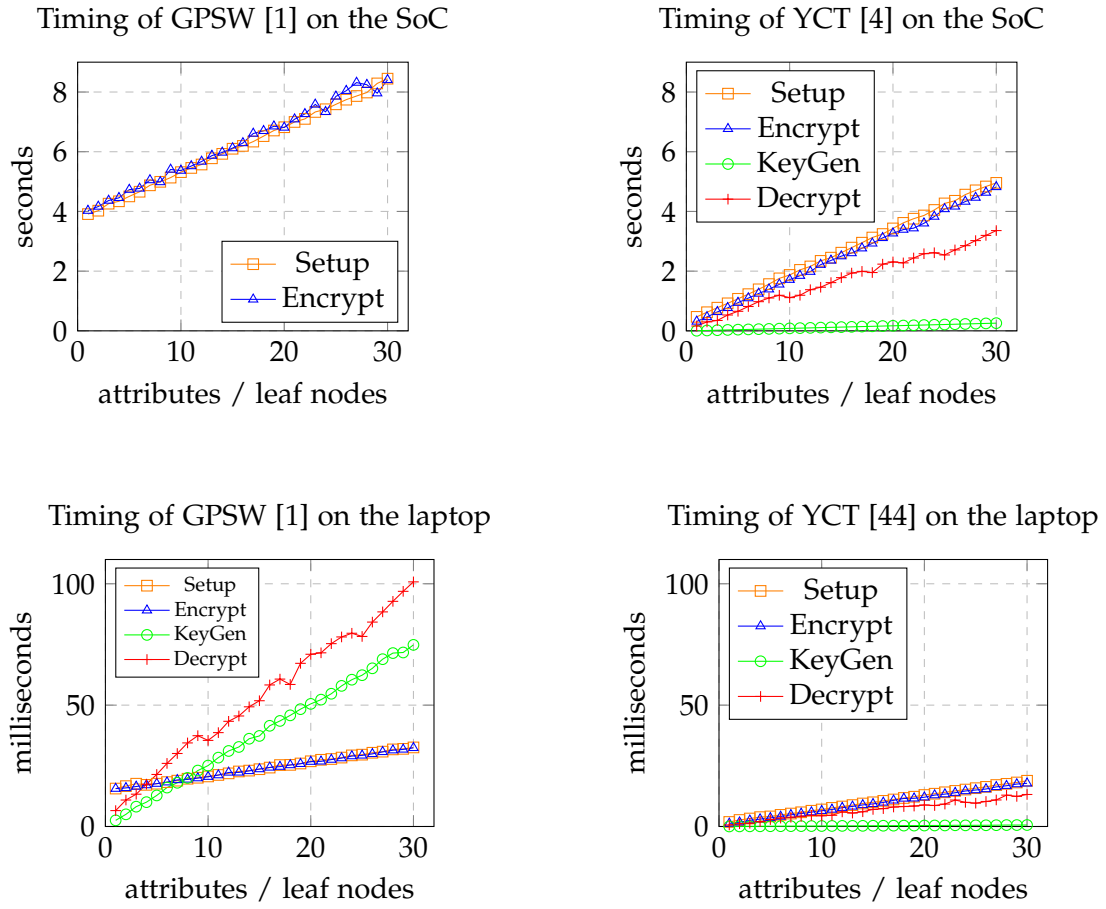 Timing of GPSW [1] on the SoC
8
6
4
2
0
seconds
Setup
Encrypt
0
10
20
30
attributes / leaf nodes
Timing of YCT [4] on the SoC
8
6
4
2
0
seconds
Setup
Encrypt
KeyGen
Decrypt
0
10
20
30
attributes / leaf nodes
Timing of GPSW [1] on the laptop
100
50
0
milliseconds
Setup
Encrypt
KeyGen
Decrypt
0
10
20
30
attributes / leaf nodes
Timing of YCT [44] on the laptop
100
50
0
milliseconds
Setup
Encrypt
KeyGen
Decrypt
0
10
20
30
attributes / leaf nodes